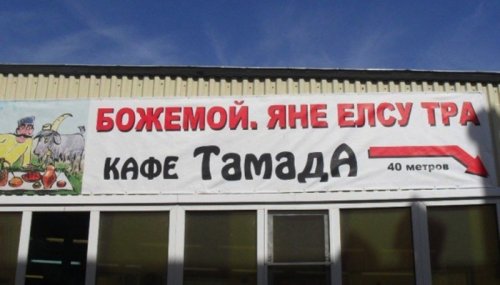 БОЖЕМОЙ. ЯНЕ ЕЛСУ ТРА
КАФЕ ТамадА
40 метров